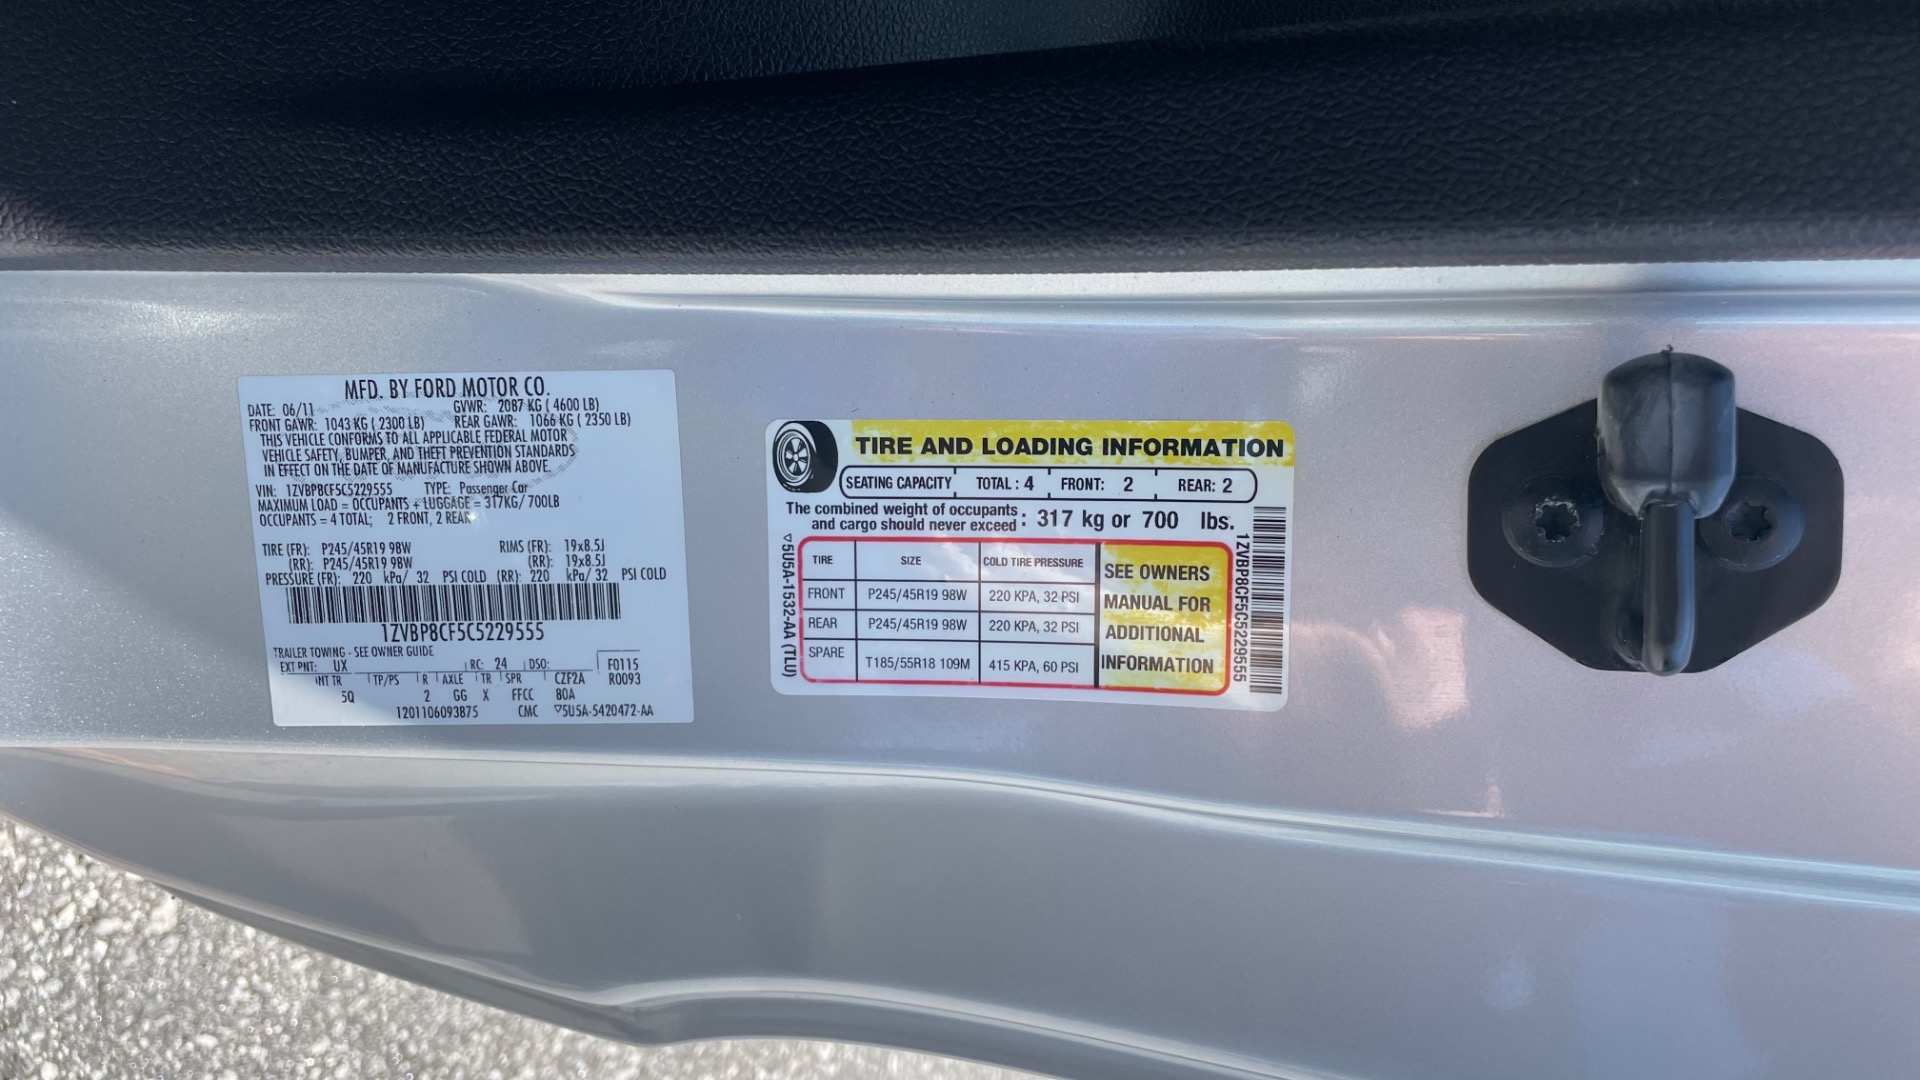 MFD. BY FORD MOTOR CO.
DATE: 06/11 GVWR: 2087 KG ( 4600 LB)
FRONT GAWR: 1043 KG ( 2300 LB) REAR GAWR: 1066 KG ( 2350 LB)
THIS VEHICLE CONFORMS TO ALL APPLICABLE FEDERAL MOTOR
VEHICLE SAFETY, BUMPER, AND THEFT PREVENTION STANDARDS
IN EFFECT ON THE DATE OF MANUFACTURE SHOWN ABOVE.
VIN: 1ZVBP8CF5C5229555 TYPE: Passenger Car
MAXIMUM LOAD = OCCUPANTS + LUGGAGE = 317KG/ 700LB
OCCUPANTS = 4 TOTAL; 2 FRONT, 2 REAR
TIRE (FR): P245/45R19 98W RIMS (FR): 19x8.5J
(RR): P245/45R19 98W (RR): 19x8.5J
PRESSURE (FR): 220 kPa/ 32 PSI COLD (RR): 220 kPa/ 32 PSI COLD
1ZVBP8CF5C5229555
TRAILER TOWING - SEE OWNER GUIDE
EXT PNT: UX RC: 24 DSO: F0115
INT TR TP/PS R AXLE TR SPR CZF2A R0093
5Q 2 GG X FFCC 80A
1201106093875 CMC ▽5U5A-5420472-AA
TIRE AND LOADING INFORMATION
SEATING CAPACITY TOTAL : 4 FRONT: 2 REAR: 2
The combined weight of occupants
and cargo should never exceed : 317 kg or 700 lbs.
TIRE SIZE COLD TIRE PRESSURE
FRONT P245/45R19 98W 220 KPA, 32 PSI
REAR P245/45R19 98W 220 KPA, 32 PSI
SPARE T185/55R18 109M 415 KPA, 60 PSI
SEE OWNERS
MANUAL FOR
ADDITIONAL
INFORMATION
▽5U5A-1532-AA (TLU)
1ZVBP8CF5C5229555